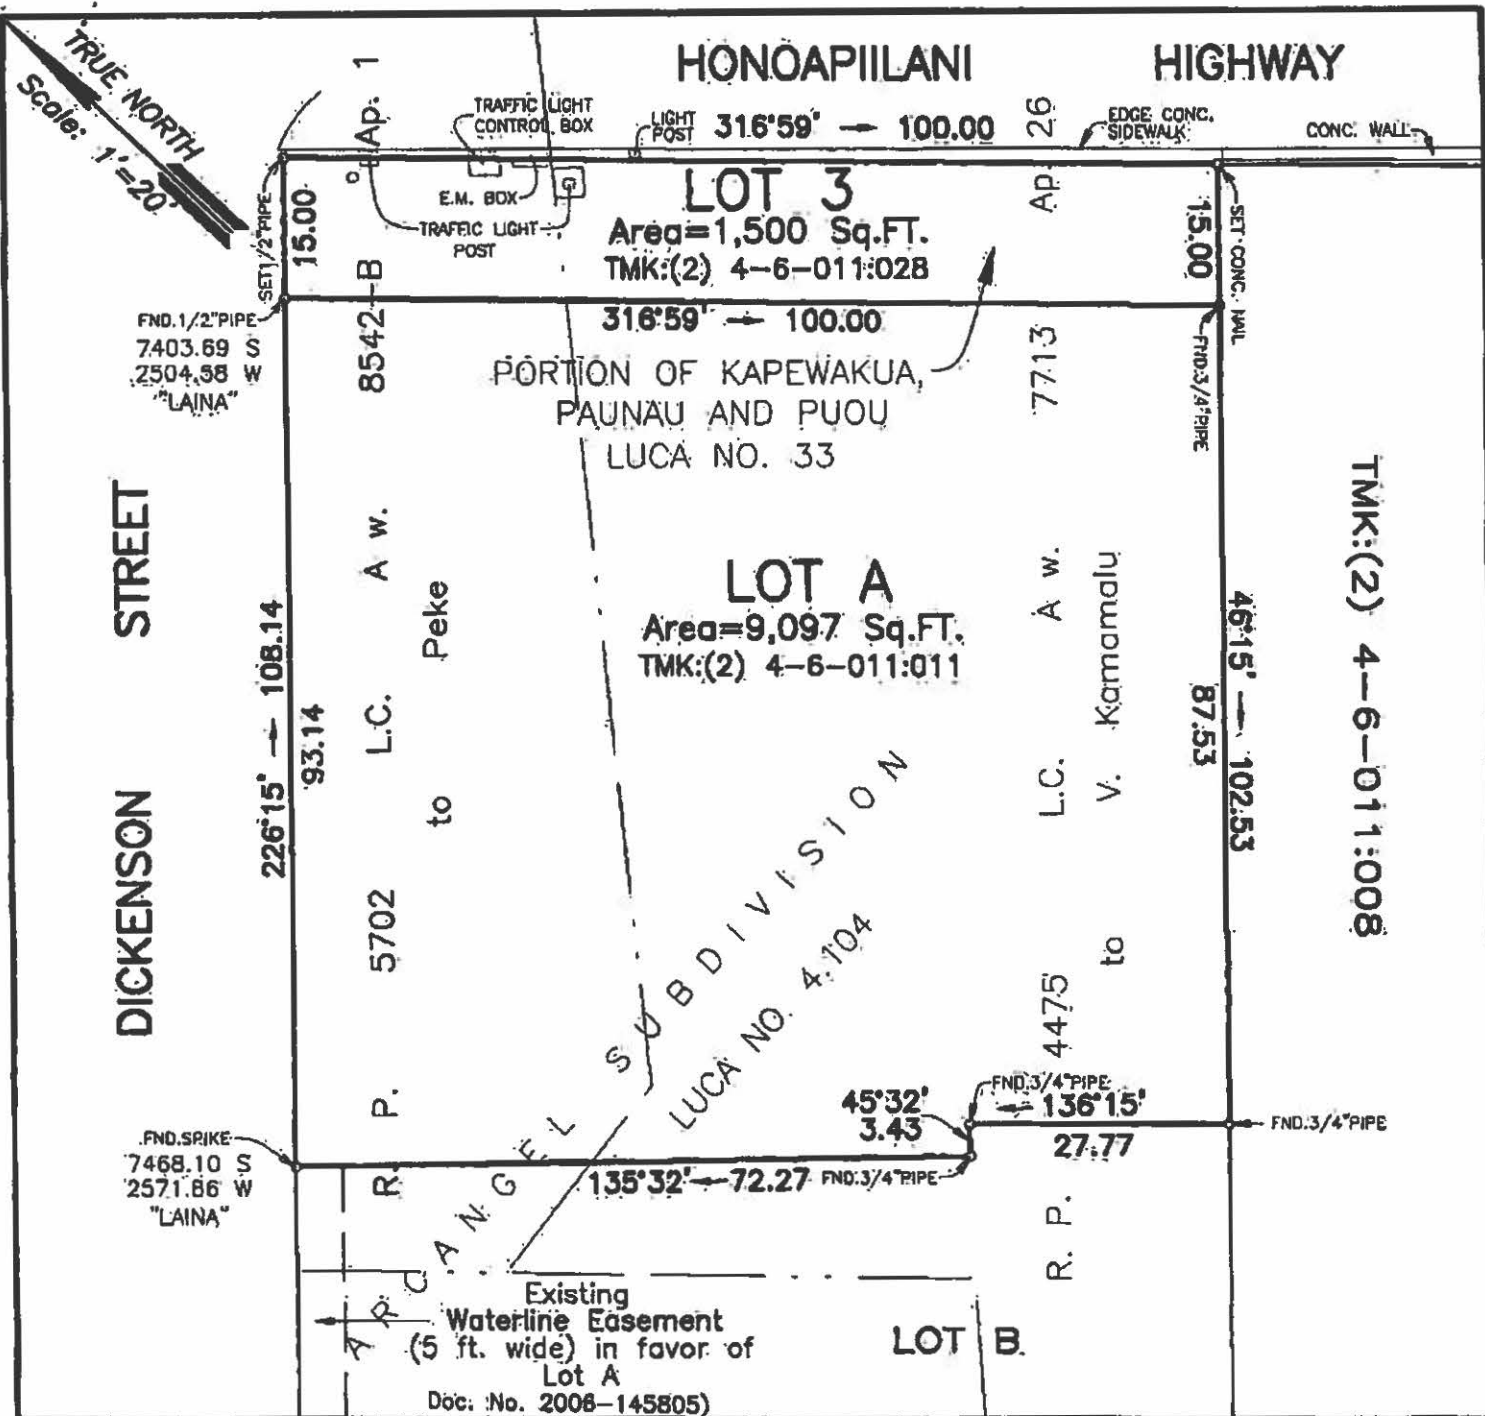 TRUE NORTH
Scale: 1"=20'
HONOAPIILANI HIGHWAY
Ap. 1
TRAFFIC LIGHT
CONTROL BOX
LIGHT
POST
316°59' 100.00
Ap. 26
EDGE CONC.
SIDEWALK
CONC. WALL
SET 1/2"PIPE
15.00
E.M. BOX
TRAFFIC LIGHT
POST
LOT 3
Area=1,500 Sq.FT.
TMK:(2) 4-6-011:028
15.00
SET CONC. NAIL
FND.1/2"PIPE
7403.69 S
2504.58 W
"LAINA"
316°59' 100.00
FND.3/4"PIPE
PORTION OF KAPEWAKUA,
PAUNAU AND PUOU
LUCA NO. 33
DICKENSON STREET
226°15' 108.14
93.14
R. P. 5702 L.C. Aw. 8542-B
to Peke
LOT A
Area=9,097 Sq.FT.
TMK:(2) 4-6-011:011
R. P. 4475 L.C. Aw. 7713
to V. Kamamalu
87.53
46°15' 102.53
TMK:(2) 4-6-011:008
ARCANGEL SUBDIVISION
LUCA NO. 4.104
FND.3/4"PIPE
45°32'
3.43
136°15'
27.77
FND.3/4"PIPE
FND.SPIKE
7468.10 S
2571.86 W
"LAINA"
135°32' 72.27
FND.3/4"PIPE
Existing
Waterline Easement
(5 ft. wide) in favor of
Lot A
Doc. No. 2006-145805)
LOT B